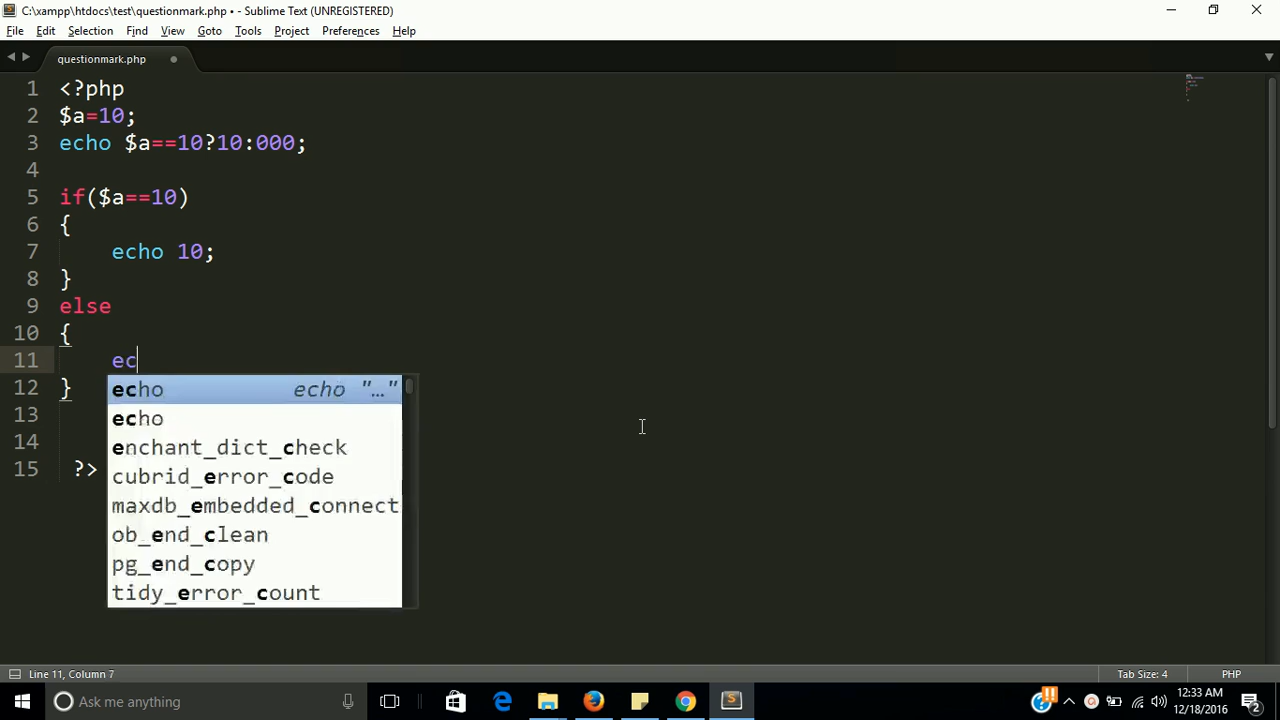 C:\xampp\htdocs\test\questionmark.php • - Sublime Text (UNREGISTERED)
File Edit Selection Find View Goto Tools Project Preferences Help
questionmark.php
1 <?php
2 $a=10;
3 echo $a==10?10:000;
4
5 if($a==10)
6 {
7 echo 10;
8 }
9 else
10 {
11 ec
12 }
echo echo "…"
13
echo
14
enchant_dict_check
15 ?>
cubrid_error_code
maxdb_embedded_connect
ob_end_clean
pg_end_copy
tidy_error_count
Line 11, Column 7 Tab Size: 4 PHP
Ask me anything
12:33 AM
12/18/2016
2